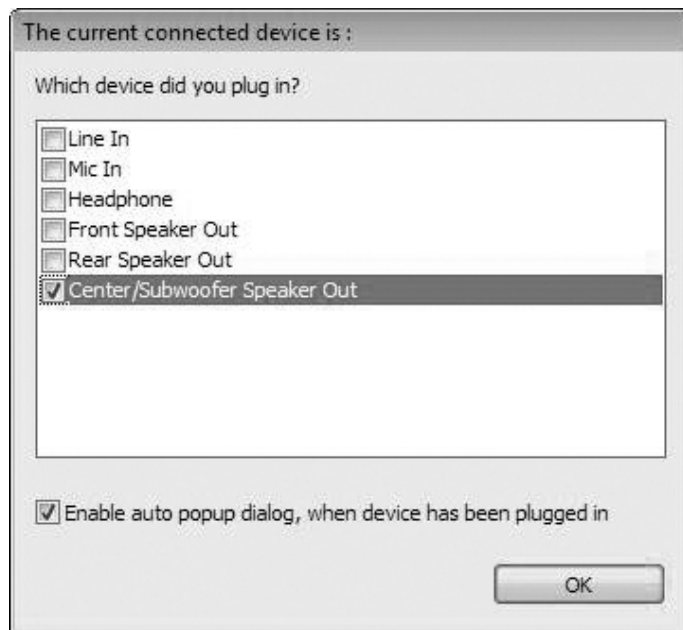 The current connected device is :
Which device did you plug in?
Line In
Mic In
Headphone
Front Speaker Out
Rear Speaker Out
Center/Subwoofer Speaker Out
Enable auto popup dialog, when device has been plugged in
OK